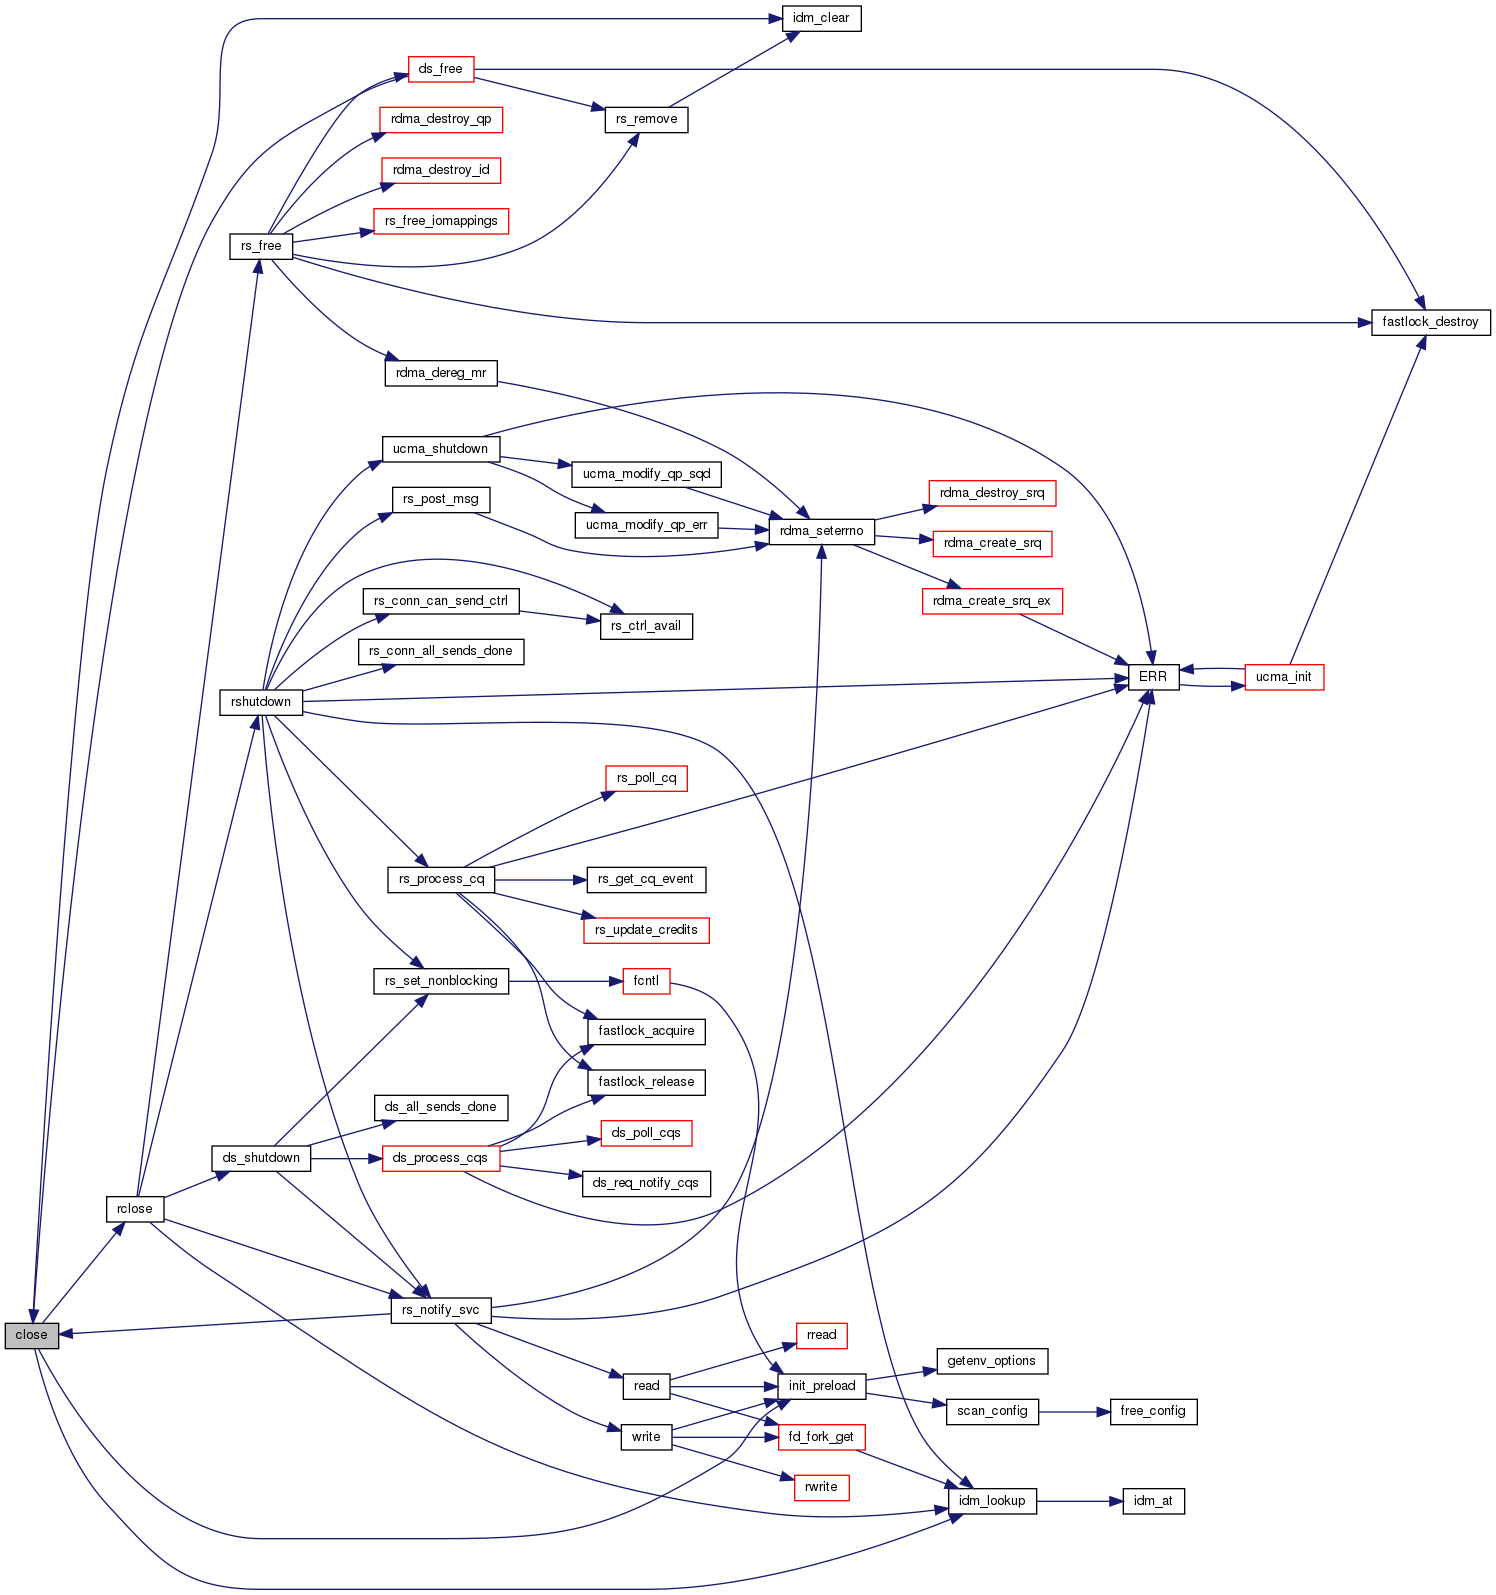 idm_clear
ds_free
rdma_destroy_qp
rs_remove
rdma_destroy_id
rs_free_iomappings
rs_free
fastlock_destroy
rdma_dereg_mr
ucma_shutdown
ucma_modify_qp_sqd
rs_post_msg
rdma_destroy_srq
ucma_modify_qp_err
rdma_seterrno
rdma_create_srq
rs_conn_can_send_ctrl
rdma_create_srq_ex
rs_ctrl_avail
rs_conn_all_sends_done
ERR
ucma_init
rshutdown
rs_poll_cq
rs_process_cq
rs_get_cq_event
rs_update_credits
rs_set_nonblocking
fcntl
fastlock_acquire
fastlock_release
ds_all_sends_done
ds_poll_cqs
ds_shutdown
ds_process_cqs
ds_req_notify_cqs
rclose
rs_notify_svc
close
rread
getenv_options
read
init_preload
scan_config
free_config
write
fd_fork_get
rwrite
idm_lookup
idm_at